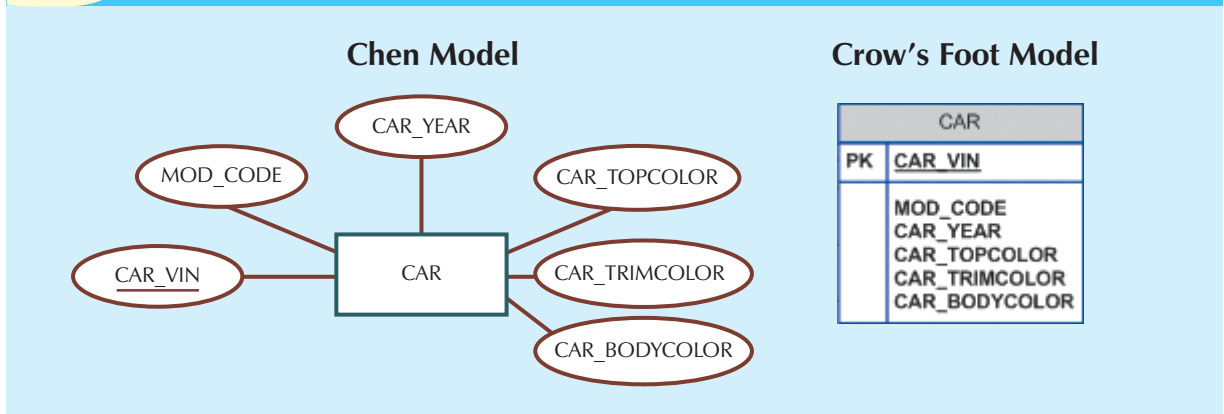 Chen Model
CAR_YEAR
MOD_CODE
CAR_TOPCOLOR
CAR_VIN
CAR
CAR_TRIMCOLOR
CAR_BODYCOLOR
Crow's Foot Model
CAR
PK CAR_VIN
MOD_CODE
CAR_YEAR
CAR_TOPCOLOR
CAR_TRIMCOLOR
CAR_BODYCOLOR